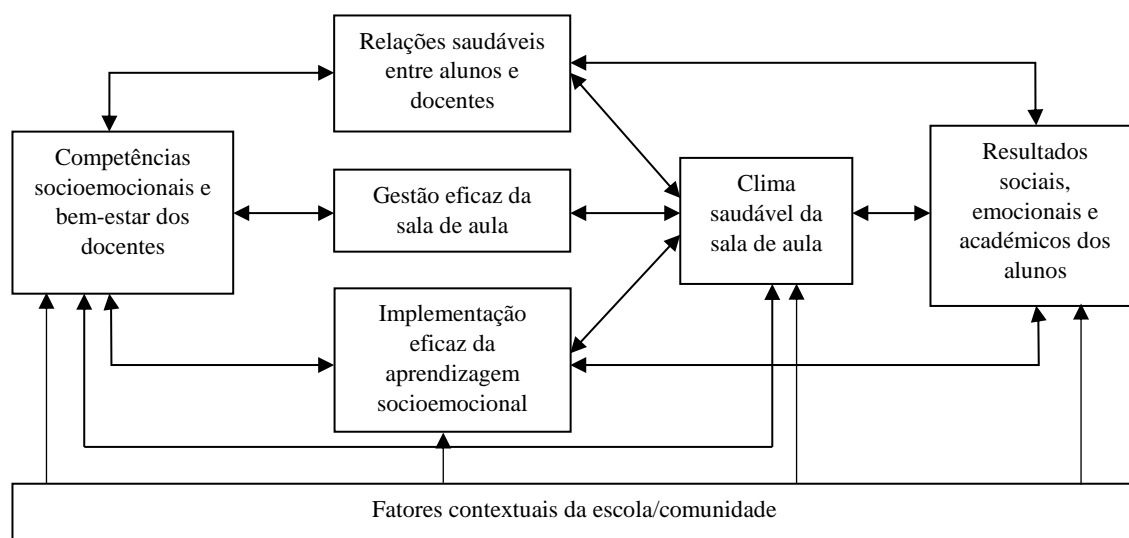 Relações saudáveis
entre alunos e
docentes
Competências
socioemocionais e
bem-estar dos
docentes
Gestão eficaz da
sala de aula
Clima
saudável da
sala de aula
Resultados
sociais,
emocionais e
académicos dos
alunos
Implementação
eficaz da
aprendizagem
socioemocional
Fatores contextuais da escola/comunidade